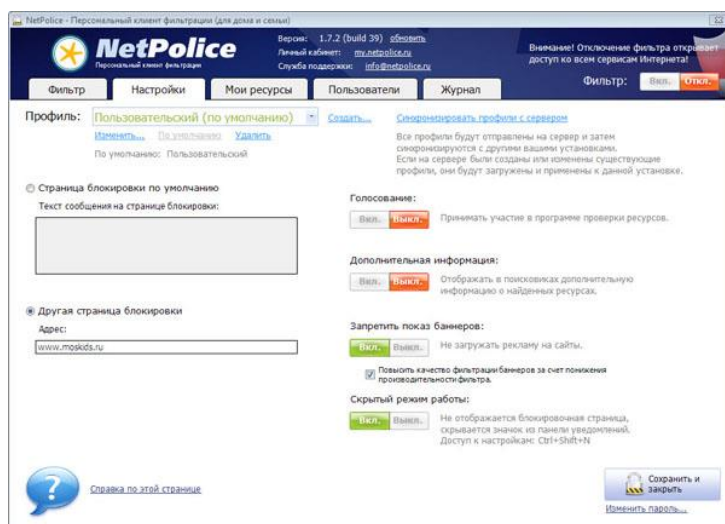 NetPolice - Персональный клиент фильтрации (для дома и семьи)
NetPolice
Персональный клиент фильтрации
Версия: 1.7.2 (build 39) обновить
Личный кабинет: my.netpolice.ru
Служба поддержки: info@netpolice.ru
Внимание! Отключение фильтра открывает
доступ ко всем сервисам Интернета!
Фильтр: Вкл. Откл.
Фильтр Настройки Мои ресурсы Пользователи Журнал
Профиль: Пользовательский (по умолчанию) Создать... Синхронизировать профили с сервером
Изменить... По умолчанию Удалить
По умолчанию: Пользовательский
Все профили будут отправлены на сервер и затем
синхронизируются с другими вашими установками.
Если на сервере были созданы или изменены существующие
профили, они будут загружены и применены к данной установке.
Страница блокировки по умолчанию
Текст сообщения на странице блокировки:
Другая страница блокировки
Адрес:
www.moskids.ru
Голосование:
Вкл. Выкл. Принимать участие в программе проверки ресурсов.
Дополнительная информация:
Вкл. Выкл. Отображать в поисковиках дополнительную
информацию о найденных ресурсах.
Запретить показ баннеров:
Вкл. Выкл. Не загружать рекламу на сайты.
Повысить качество фильтрации баннеров за счет понижения
производительности фильтра.
Скрытый режим работы:
Вкл. Выкл. Не отображается блокировочная страница,
скрывается значок из панели уведомлений.
Доступ к настройкам: Ctrl+Shift+N
Справка по этой странице
Сохранить и
закрыть
Изменить пароль...